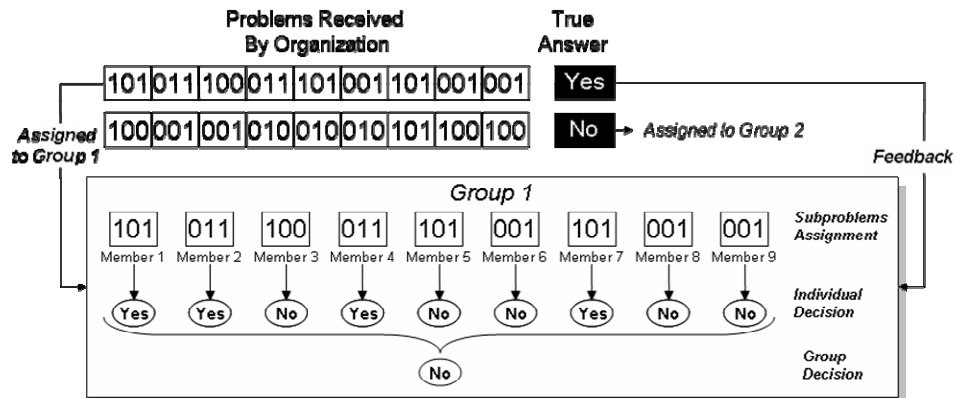 Problems Received
By Organization
True
Answer
101 011 100 011 101 001 101 001 001
Yes
100 001 001 010 010 010 101 100 100
No
Assigned to Group 2
Assigned
to Group 1
Feedback
Group 1
101 011 100 011 101 001 101 001 001
Subproblems
Assignment
Member 1 Member 2 Member 3 Member 4 Member 5 Member 6 Member 7 Member 8 Member 9
Yes Yes No Yes No No Yes No No
Individual
Decision
No
Group
Decision